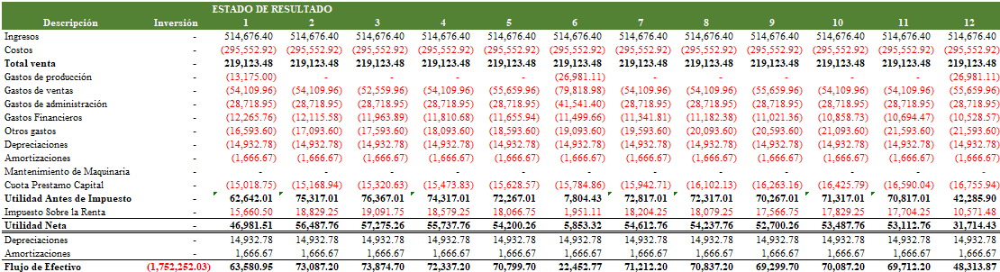 ESTADO DE RESULTADO
Descripción Inversión 1 2 3 4 5 6 7 8 9 10 11 12
Ingresos - 514,676.40 514,676.40 514,676.40 514,676.40 514,676.40 514,676.40 514,676.40 514,676.40 514,676.40 514,676.40 514,676.40 514,676.40
Costos - (295,552.92) (295,552.92) (295,552.92) (295,552.92) (295,552.92) (295,552.92) (295,552.92) (295,552.92) (295,552.92) (295,552.92) (295,552.92) (295,552.92)
Total venta - 219,123.48 219,123.48 219,123.48 219,123.48 219,123.48 219,123.48 219,123.48 219,123.48 219,123.48 219,123.48 219,123.48 219,123.48
Gastos de producción - (13,175.00) - - - - (26,981.11) - - - - - (26,981.11)
Gastos de ventas - (54,109.96) (54,109.96) (52,559.96) (54,109.96) (55,659.96) (79,818.98) (54,109.96) (54,109.96) (55,659.96) (54,109.96) (54,109.96) (55,659.96)
Gastos de administración - (28,718.95) (28,718.95) (28,718.95) (28,718.95) (28,718.95) (41,541.40) (28,718.95) (28,718.95) (28,718.95) (28,718.95) (28,718.95) (28,718.95)
Gastos Financieros - (12,265.76) (12,115.58) (11,963.89) (11,810.68) (11,655.94) (11,499.66) (11,341.81) (11,182.38) (11,021.36) (10,858.73) (10,694.47) (10,528.57)
Otros gastos - (16,593.60) (17,093.60) (17,593.60) (18,093.60) (18,593.60) (19,093.60) (19,593.60) (20,093.60) (20,593.60) (21,093.60) (21,593.60) (21,593.60)
Depreciaciones - (14,932.78) (14,932.78) (14,932.78) (14,932.78) (14,932.78) (14,932.78) (14,932.78) (14,932.78) (14,932.78) (14,932.78) (14,932.78) (14,932.78)
Amortizaciones - (1,666.67) (1,666.67) (1,666.67) (1,666.67) (1,666.67) (1,666.67) (1,666.67) (1,666.67) (1,666.67) (1,666.67) (1,666.67) (1,666.67)
Mantenimiento de Maquinaria - - - - - - - - - - - -
Cuota Prestamo Capital - (15,018.75) (15,168.94) (15,320.63) (15,473.83) (15,628.57) (15,784.86) (15,942.71) (16,102.13) (16,263.16) (16,425.79) (16,590.04) (16,755.94)
Utilidad Antes de Impuesto - 62,642.01 75,317.01 76,367.01 74,317.01 72,267.01 7,804.43 72,817.01 72,317.01 70,267.01 71,317.01 70,817.01 42,285.90
Impuesto Sobre la Renta - 15,660.50 18,829.25 19,091.75 18,579.25 18,066.75 1,951.11 18,204.25 18,079.25 17,566.75 17,829.25 17,704.25 10,571.48
Utilidad Neta - 46,981.51 56,487.76 57,275.26 55,737.76 54,200.26 5,853.32 54,612.76 54,237.76 52,700.26 53,487.76 53,112.76 31,714.43
Depreciaciones - 14,932.78 14,932.78 14,932.78 14,932.78 14,932.78 14,932.78 14,932.78 14,932.78 14,932.78 14,932.78 14,932.78 14,932.78
Amortizaciones - 1,666.67 1,666.67 1,666.67 1,666.67 1,666.67 1,666.67 1,666.67 1,666.67 1,666.67 1,666.67 1,666.67 1,666.67
Flujo de Efectivo (1,752,252.03) 63,580.95 73,087.20 73,874.70 72,337.20 70,799.70 22,452.77 71,212.20 70,837.20 69,299.70 70,087.20 69,712.20 48,313.87